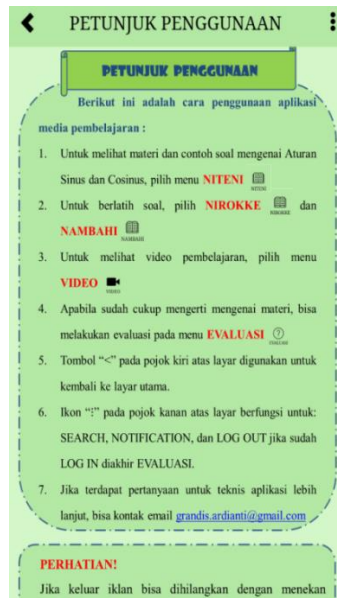 PETUNJUK PENGGUNAAN
PETUNJUK PENGGUNAAN
Berikut ini adalah cara penggunaan aplikasi
media pembelajaran :
1. Untuk melihat materi dan contoh soal mengenai Aturan
Sinus dan Cosinus, pilih menu NITENI
NITENI
2. Untuk berlatih soal, pilih NIROKKE dan
NIROKKE
NAMBAHI
NAMBAHI
3. Untuk melihat video pembelajaran, pilih menu
VIDEO
VIDEO
4. Apabila sudah cukup mengerti mengenai materi, bisa
melakukan evaluasi pada menu EVALUASI
EVALUASI
5. Tombol “<” pada pojok kiri atas layar digunakan untuk
kembali ke layar utama.
6. Ikon “⋮” pada pojok kanan atas layar berfungsi untuk:
SEARCH, NOTIFICATION, dan LOG OUT jika sudah
LOG IN diakhir EVALUASI.
7. Jika terdapat pertanyaan untuk teknis aplikasi lebih
lanjut, bisa kontak email grandis.ardianti@gmail.com
PERHATIAN!
Jika keluar iklan bisa dihilangkan dengan menekan